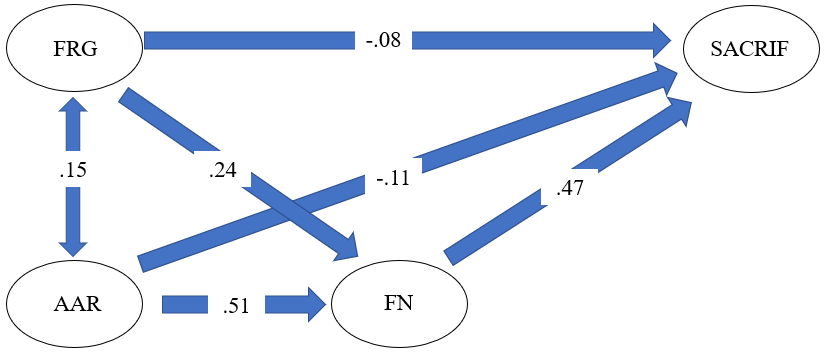 FRG
-.08
SACRIF
.15
.24
-.11
.47
AAR
.51
FN